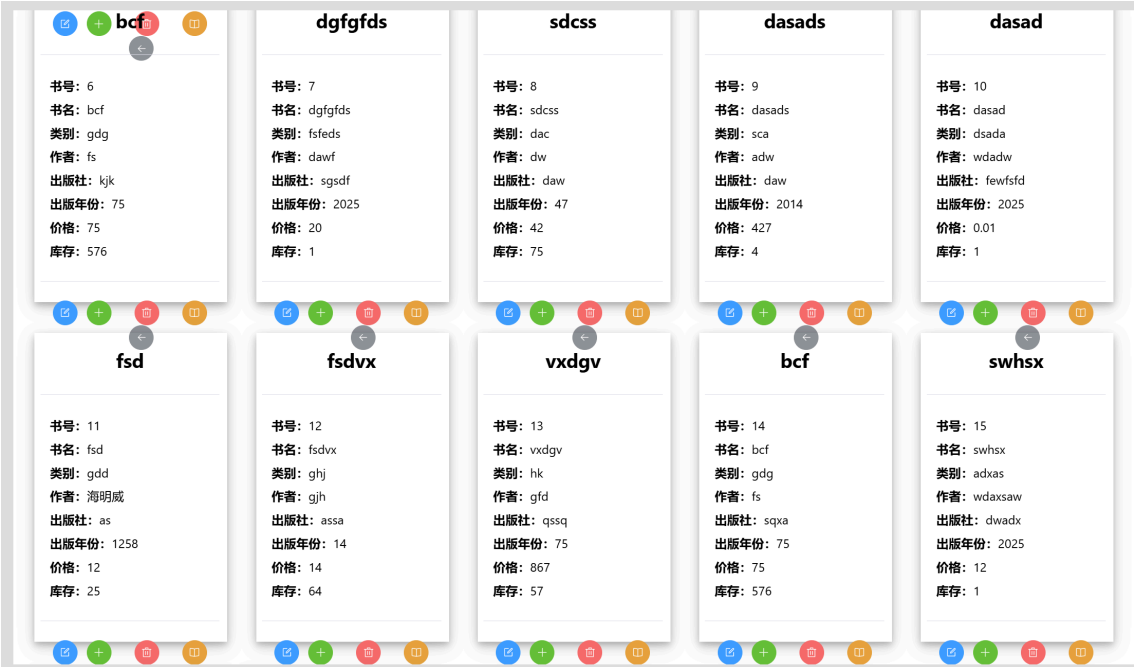 bcf
书号：6
书名：bcf
类别：gdg
作者：fs
出版社：kjk
出版年份：75
价格：75
库存：576
dgfgfds
书号：7
书名：dgfgfds
类别：fsfeds
作者：dawf
出版社：sgsdf
出版年份：2025
价格：20
库存：1
sdcss
书号：8
书名：sdcss
类别：dac
作者：dw
出版社：daw
出版年份：47
价格：42
库存：75
dasads
书号：9
书名：dasads
类别：sca
作者：adw
出版社：daw
出版年份：2014
价格：427
库存：4
dasad
书号：10
书名：dasad
类别：dsada
作者：wdadw
出版社：fewfsfd
出版年份：2025
价格：0.01
库存：1
fsd
书号：11
书名：fsd
类别：gdd
作者：海明威
出版社：as
出版年份：1258
价格：12
库存：25
fsdvx
书号：12
书名：fsdvx
类别：ghj
作者：gjh
出版社：assa
出版年份：14
价格：14
库存：64
vxdgv
书号：13
书名：vxdgv
类别：hk
作者：gfd
出版社：qssq
出版年份：75
价格：867
库存：57
bcf
书号：14
书名：bcf
类别：gdg
作者：fs
出版社：sqxa
出版年份：75
价格：75
库存：576
swhsx
书号：15
书名：swhsx
类别：adxas
作者：wdaxsaw
出版社：dwadx
出版年份：2025
价格：12
库存：1